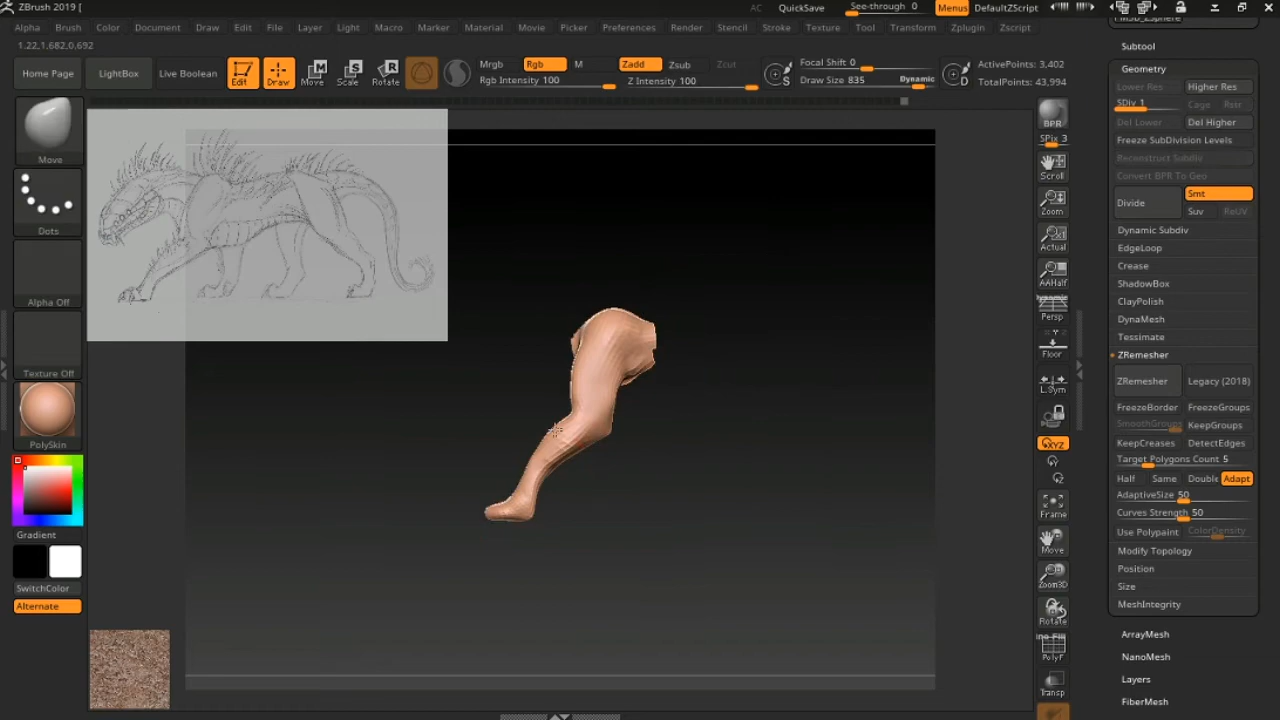 ZBrush 2019 [
AC QuickSave See-through 0 Menus DefaultZScript
Alpha Brush Color Document Draw Edit File Layer Light Macro Marker Material Movie Picker Preferences Render Stencil Stroke Texture Tool Transform Zplugin Zscript
1.22,1.682,0.692
Home Page LightBox Live Boolean Edit Draw Move Scale Rotate
Mrgb Rgb M Zadd Zsub Zcut
Rgb Intensity 100 Z Intensity 100
Focal Shift 0
Draw Size 835 Dynamic
ActivePoints: 3,402
TotalPoints: 43,994
Move
Dots
Alpha Off
Texture Off
PolySkin
Gradient
SwitchColor
Alternate
BPR
SPix 3
Scroll
Zoom
Actual
AAHalf
Persp
Floor
L.Sym
XYZ
Frame
Move
Zoom3D
Rotate
PolyF
Transp
PM3D_ZSphere
Subtool
Geometry
Lower Res Higher Res
SDiv 1 Cage Rstr
Del Lower Del Higher
Freeze SubDivision Levels
Reconstruct Subdiv
Convert BPR To Geo
Divide Smt
Suv ReUV
Dynamic Subdiv
EdgeLoop
Crease
ShadowBox
ClayPolish
DynaMesh
Tessimate
ZRemesher
ZRemesher Legacy (2018)
FreezeBorder FreezeGroups
SmoothGroups KeepGroups
KeepCreases DetectEdges
Target Polygons Count 5
Half Same Double Adapt
AdaptiveSize 50
Curves Strength 50
Use Polypaint ColorDensity
Modify Topology
Position
Size
MeshIntegrity
ArrayMesh
NanoMesh
Layers
FiberMesh